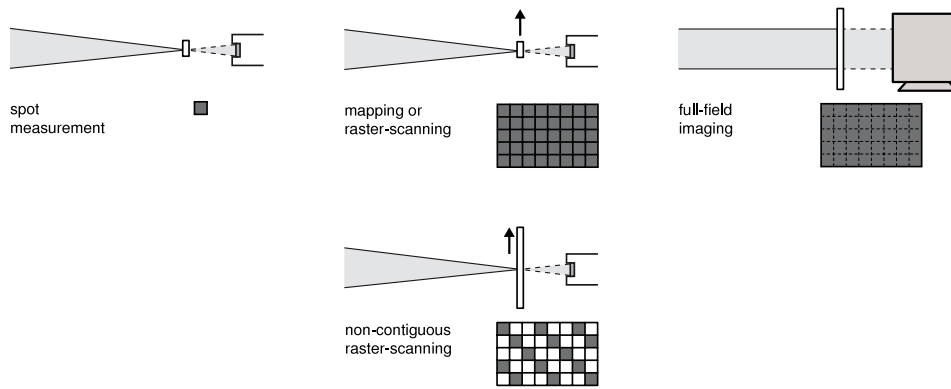 spot
measurement
mapping or
raster-scanning
full-field
imaging
non-contiguous
raster-scanning